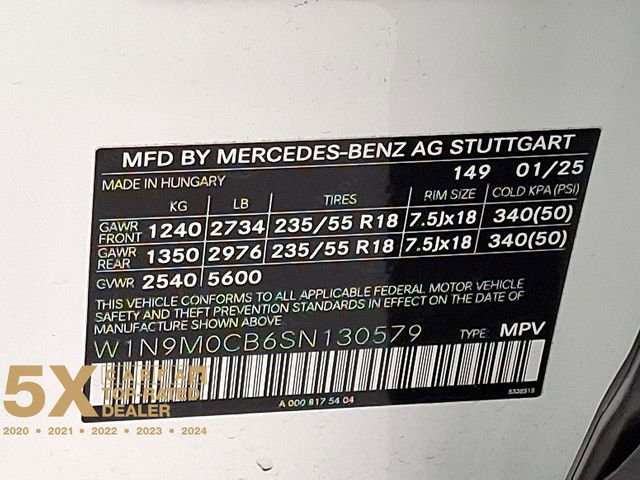 MFD BY MERCEDES-BENZ AG STUTTGART
MADE IN HUNGARY 149 01/25
KG LB TIRES RIM SIZE COLD KPA(PSI)
GAWR FRONT 1240 2734 235/55 R18 7.5Jx18 340(50)
GAWR REAR 1350 2976 235/55 R18 7.5Jx18 340(50)
GVWR 2540 5600
THIS VEHICLE CONFORMS TO ALL APPLICABLE FEDERAL MOTOR VEHICLE
SAFETY AND THEFT PREVENTION STANDARDS IN EFFECT ON THE DATE
OF MANUFACTURE SHOWN ABOVE
W1N9M0CB6SN130579 TYPE: MPV
A 000 817 54 04
5X
DEALER
2020 • 2021 • 2022 • 2023 • 2024